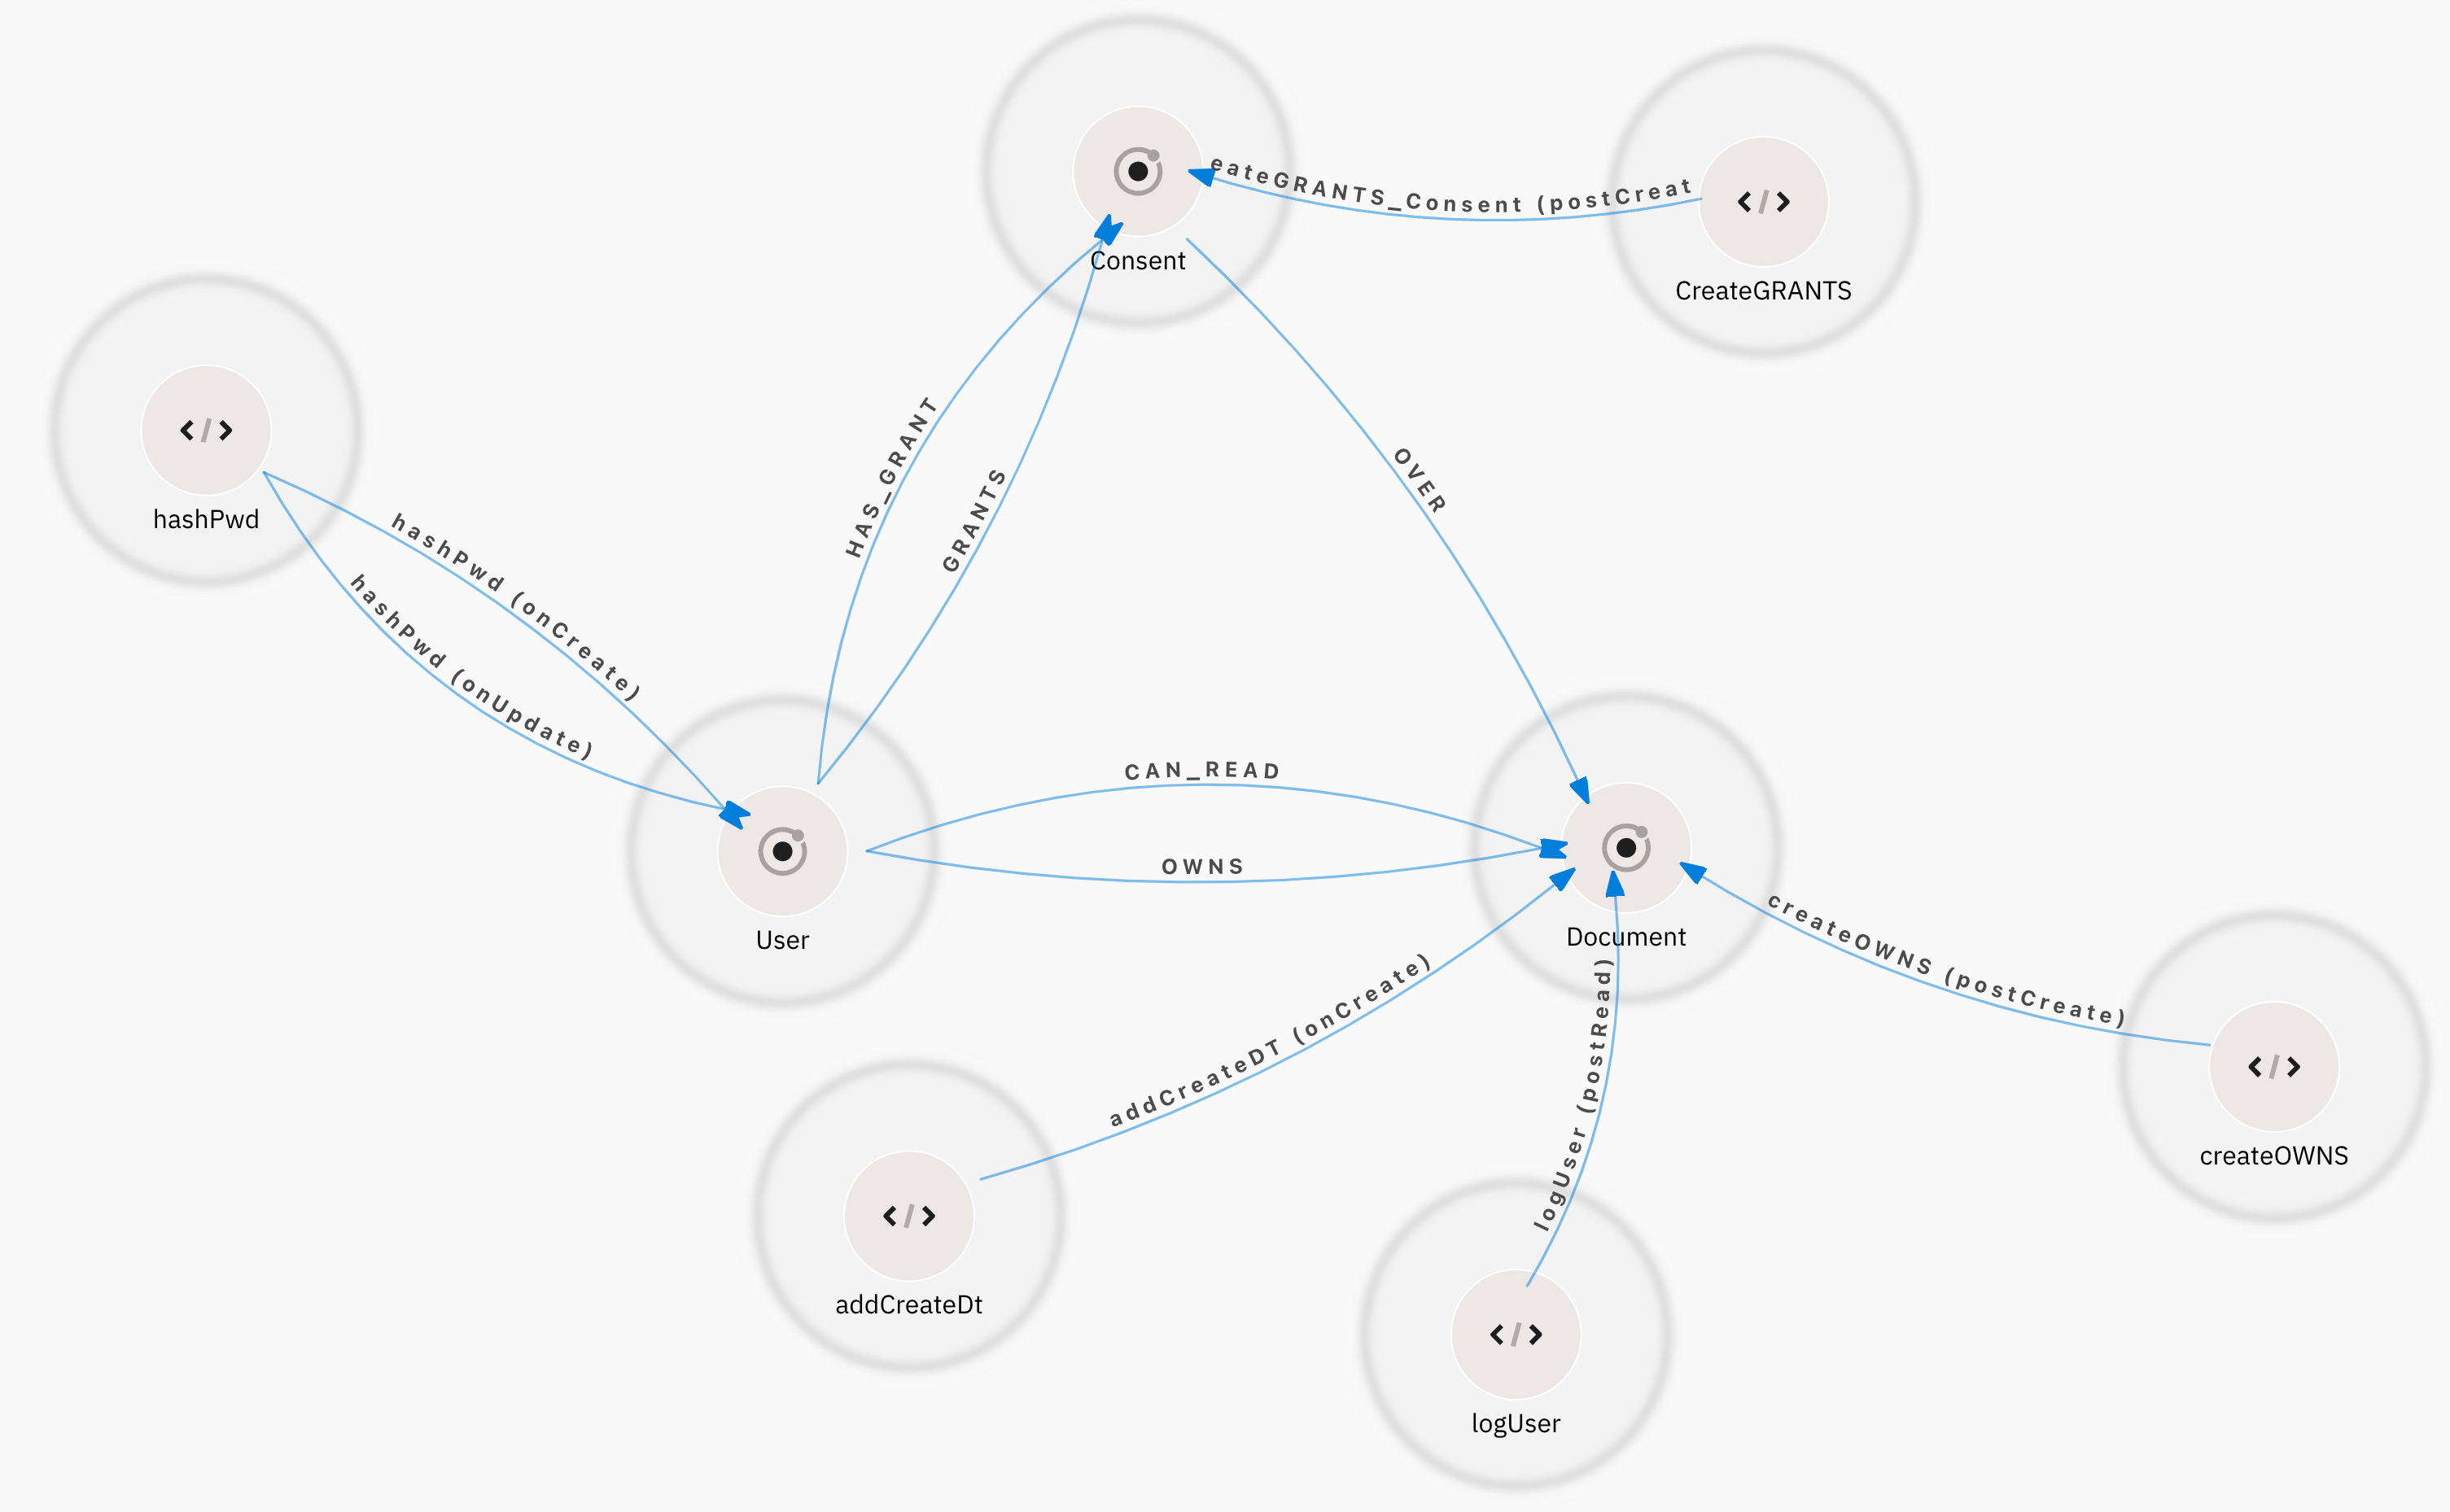 eateGRANTS_Consent (postCreat
Consent
CreateGRANTS
HAS_GRANT
GRANTS
OVER
hashPwd
hashPwd (onCreate)
hashPwd (onUpdate)
CAN_READ
OWNS
User
Document
createOWNS (postCreate)
addCreateDT (onCreate)
logUser (postRead)
createOWNS
addCreateDt
logUser